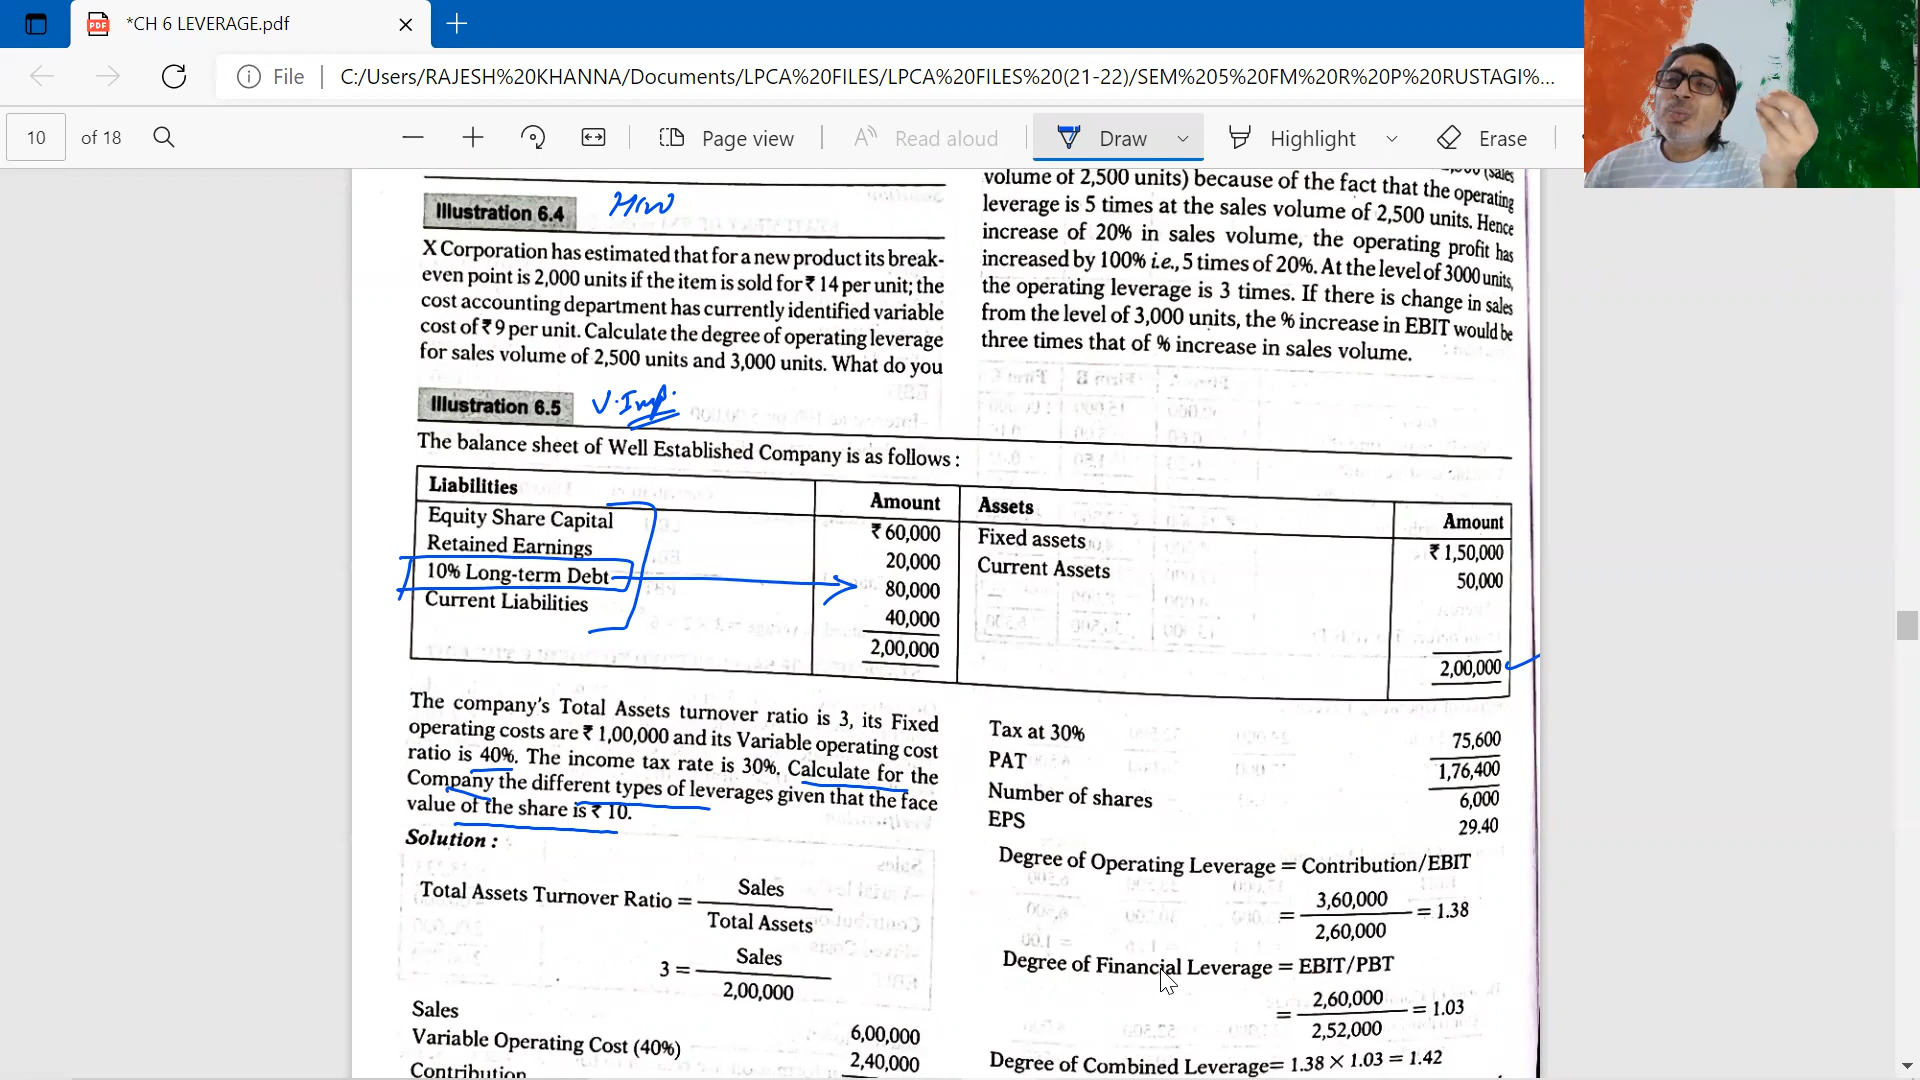 *CH 6 LEVERAGE.pdf
File
C:/Users/RAJESH%20KHANNA/Documents/LPCA%20FILES/LPCA%20FILES%20(21-22)/SEM%205%20FM%20R%20P%20RUSTAGI%...
10 of 18
Page view
Read aloud
Draw
Highlight
Erase
Illustration 6.4 HW
X Corporation has estimated that for a new product its break-
even point is 2,000 units if the item is sold for ₹ 14 per unit; the
cost accounting department has currently identified variable
cost of ₹ 9 per unit. Calculate the degree of operating leverage
for sales volume of 2,500 units and 3,000 units. What do you
(sales
volume of 2,500 units) because of the fact that the operating
leverage is 5 times at the sales volume of 2,500 units. Hence
increase of 20% in sales volume, the operating profit has
increased by 100% i.e., 5 times of 20%. At the level of 3000 units,
the operating leverage is 3 times. If there is change in sales
from the level of 3,000 units, the % increase in EBIT would be
three times that of % increase in sales volume.
Illustration 6.5 V.Imp.
The balance sheet of Well Established Company is as follows :
Liabilities Amount Assets Amount
Equity Share Capital ₹ 60,000 Fixed assets ₹ 1,50,000
Retained Earnings 20,000 Current Assets 50,000
10% Long-term Debt 80,000
Current Liabilities 40,000
2,00,000 2,00,000
The company's Total Assets turnover ratio is 3, its Fixed
operating costs are ₹ 1,00,000 and its Variable operating cost
ratio is 40%. The income tax rate is 30%. Calculate for the
Company the different types of leverages given that the face
value of the share is ₹ 10.
Solution :
Total Assets Turnover Ratio = Sales
Total Assets
3 = Sales
2,00,000
Sales 6,00,000
Variable Operating Cost (40%) 2,40,000
Contribution
Tax at 30% 75,600
PAT 1,76,400
Number of shares 6,000
EPS 29.40
Degree of Operating Leverage = Contribution/EBIT
= 3,60,000
2,60,000 = 1.38
Degree of Financial Leverage = EBIT/PBT
= 2,60,000
2,52,000 = 1.03
Degree of Combined Leverage= 1.38 × 1.03 = 1.42